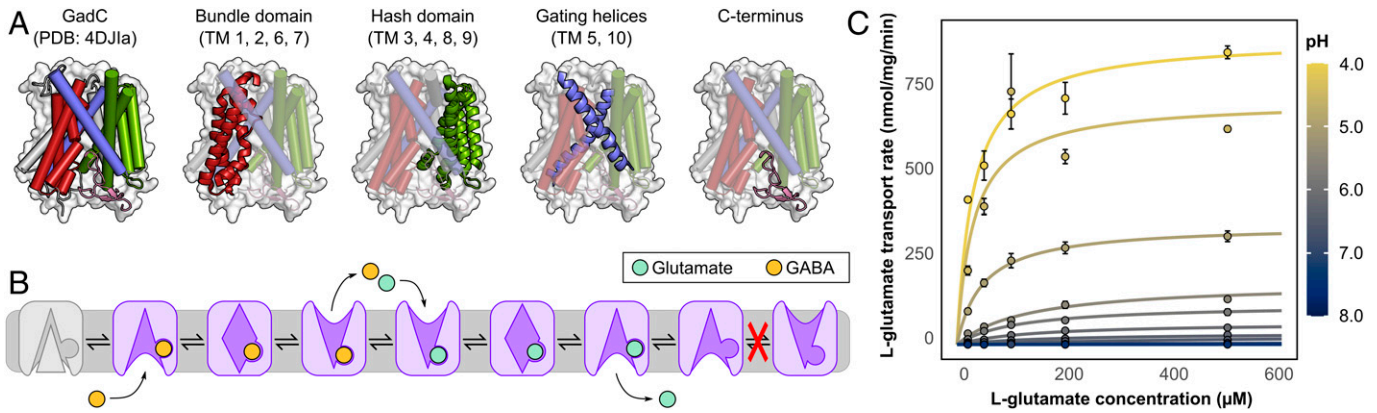 A
GadC
(PDB: 4DJIa)
Bundle domain
(TM 1, 2, 6, 7)
Hash domain
(TM 3, 4, 8, 9)
Gating helices
(TM 5, 10)
C-terminus
B
Glutamate
GABA
C
L-glutamate transport rate (nmol/mg/min)
750
500
250
0
0
200
400
600
L-glutamate concentration (µM)
pH
4.0
5.0
6.0
7.0
8.0